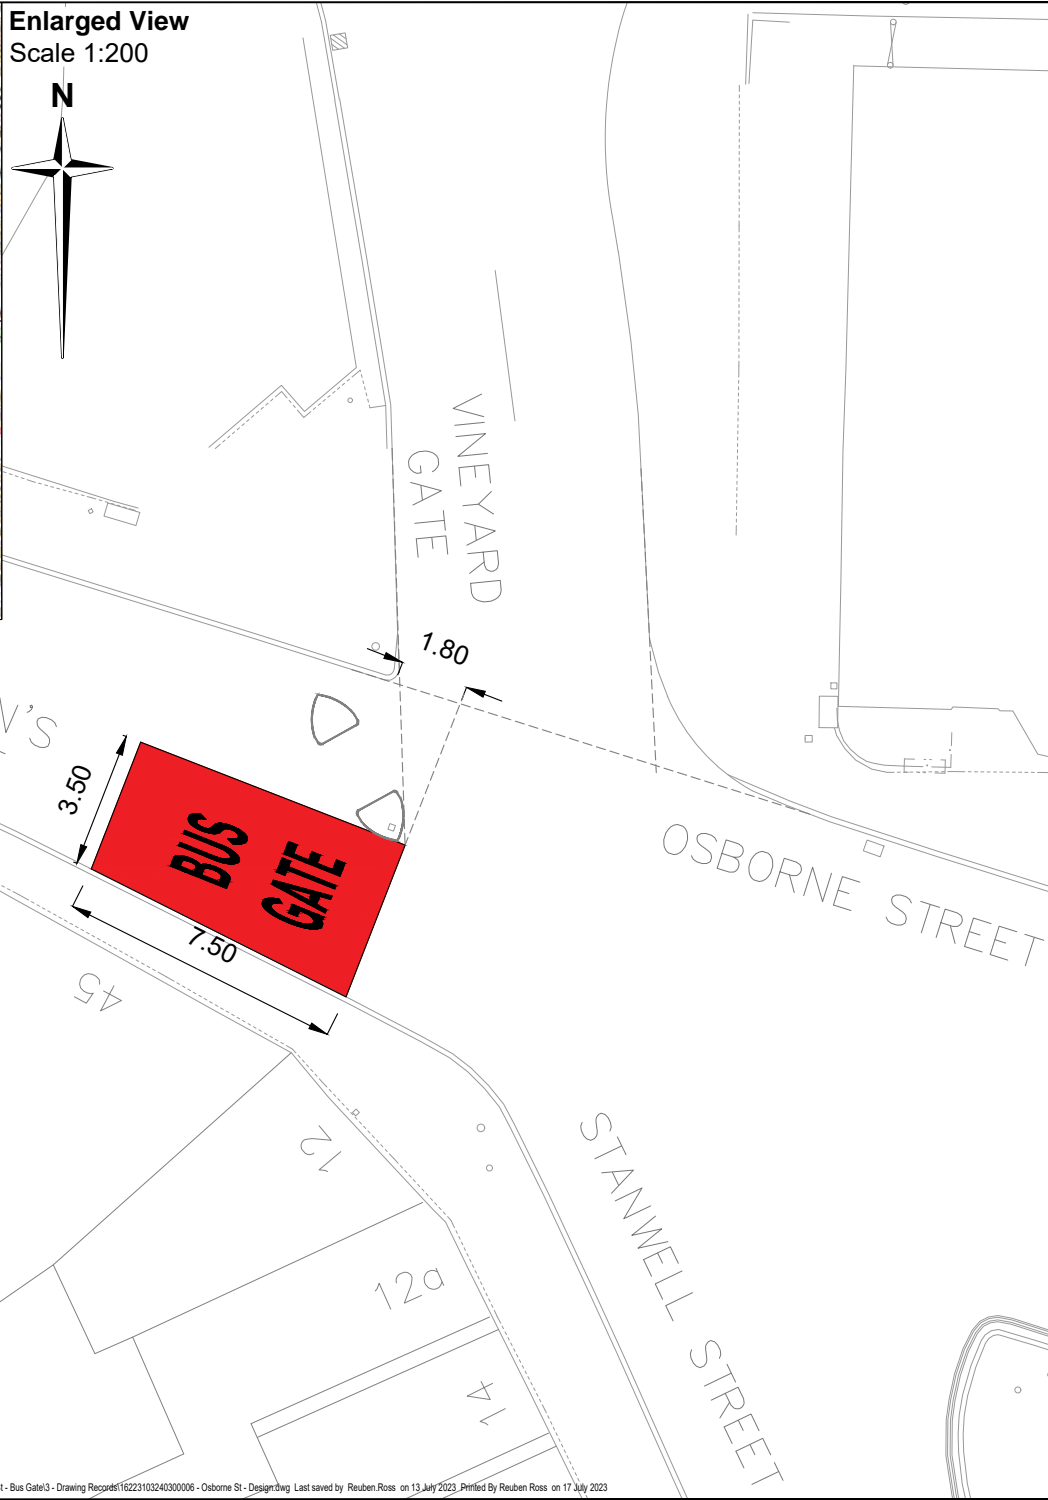 Enlarged View
Scale 1:200
N
VINEYARD
GATE
1.80
N'S
3.50
BUS
GATE
7.50
OSBORNE STREET
45
12
STANWELL STREET
12a
14
t - Bus Gate\3 - Drawing Records\16223103240300006 - Osborne St - Design.dwg Last saved by Reuben.Ross on 13 July 2023 Printed By Reuben Ross on 17 July 2023